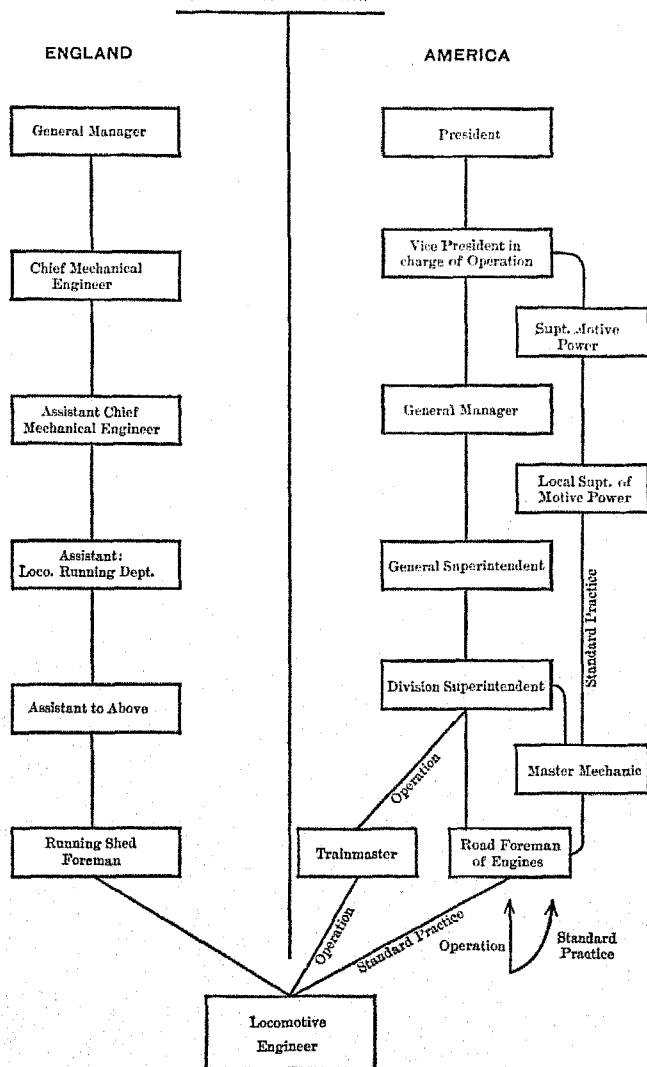 ENGLAND
General Manager
Chief Mechanical
Engineer
Assistant Chief
Mechanical Engineer
Assistant:
Loco. Running Dept.
Assistant to Above
Running Shed
Foreman
AMERICA
President
Vice President in
charge of Operation
Supt. Motive
Power
General Manager
Local Supt. of
Motive Power
General Superintendent
Standard Practice
Division Superintendent
Operation
Master Mechanic
Trainmaster
Road Foreman
of Engines
Operation
Standard Practice
Operation
Standard
Practice
Locomotive
Engineer